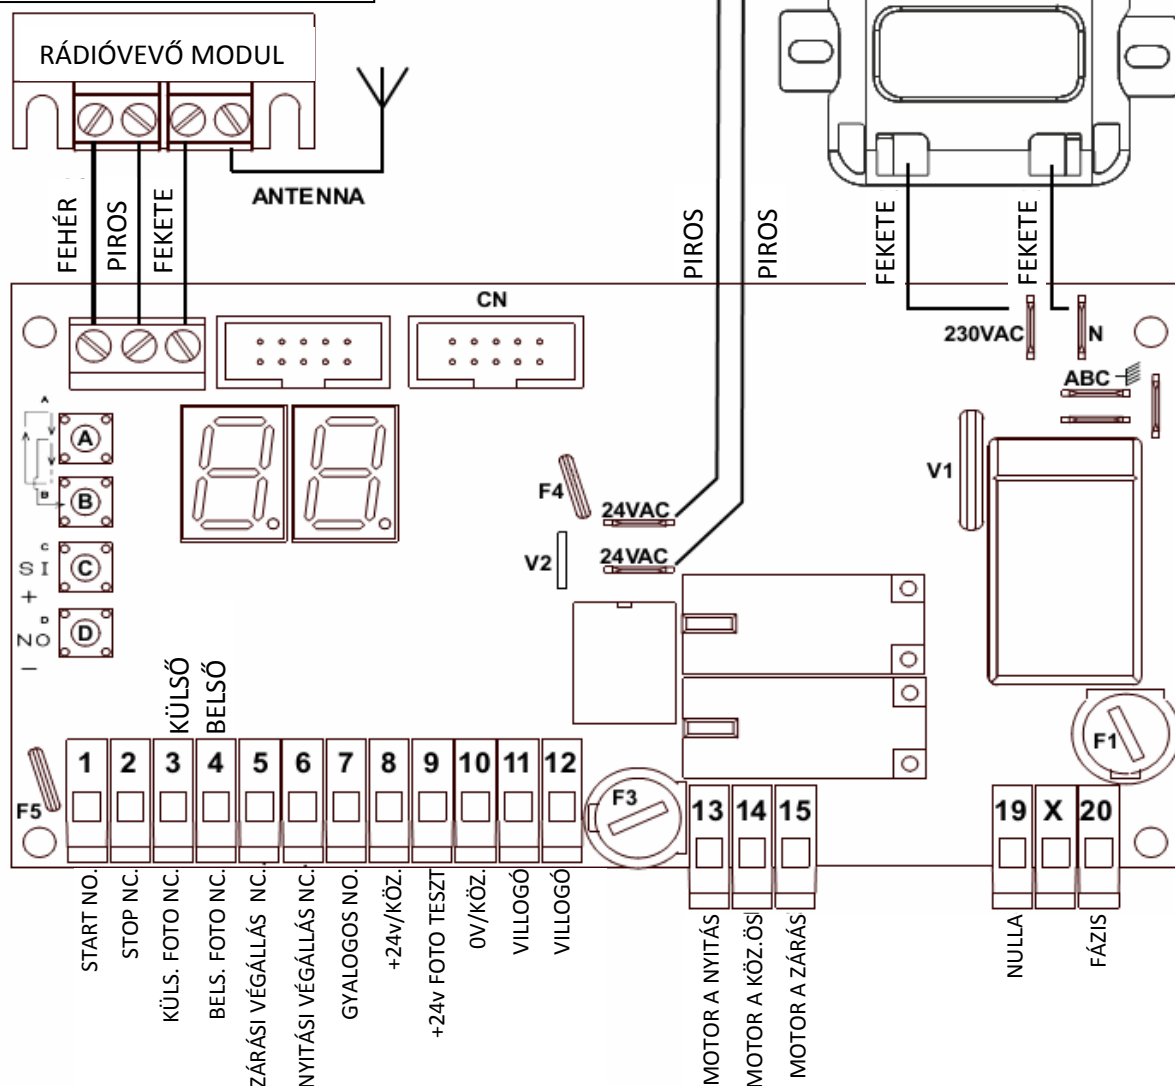 RÁDIÓVEVŐ MODUL
ANTENNA
FEHÉR
PIROS
FEKETE
PIROS
PIROS
FEKETE
FEKETE
CN
230VAC
N
ABC
A
A
B
B
C
SI
C
+
D
NO
D
–
F4
24VAC
V2
24VAC
V1
KÜLSŐ
BELSŐ
F1
F5
1
2
3
4
5
6
7
8
9
10
11
12
F3
13
14
15
19
X
20
START NO.
STOP NC.
KÜLS. FOTO NC.
BELS. FOTO NC.
ZÁRÁSI VÉGÁLLÁS NC.
NYITÁSI VÉGÁLLÁS NC.
GYALOGOS NO.
+24v/KÖZ.
+24v FOTO TESZT
0V/KÖZ.
VILLOGÓ
VILLOGÓ
MOTOR A NYITÁS
MOTOR A KÖZ.ÖS
MOTOR A ZÁRÁS
NULLA
FÁZIS